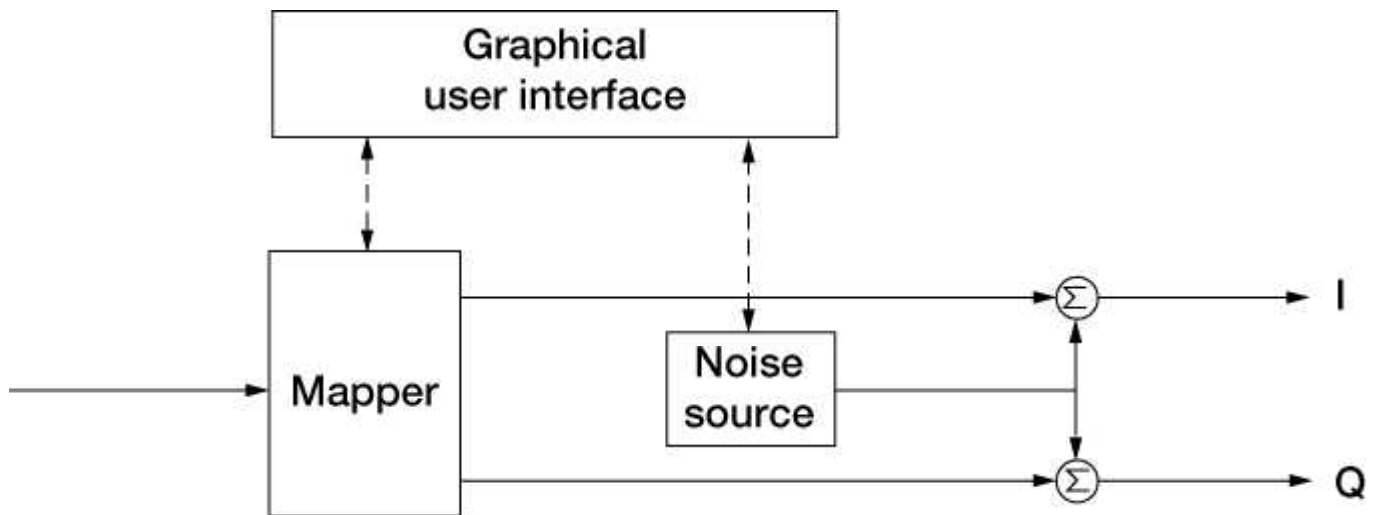 Graphical
user interface
Σ
I
Mapper
Noise
source
Σ
Q